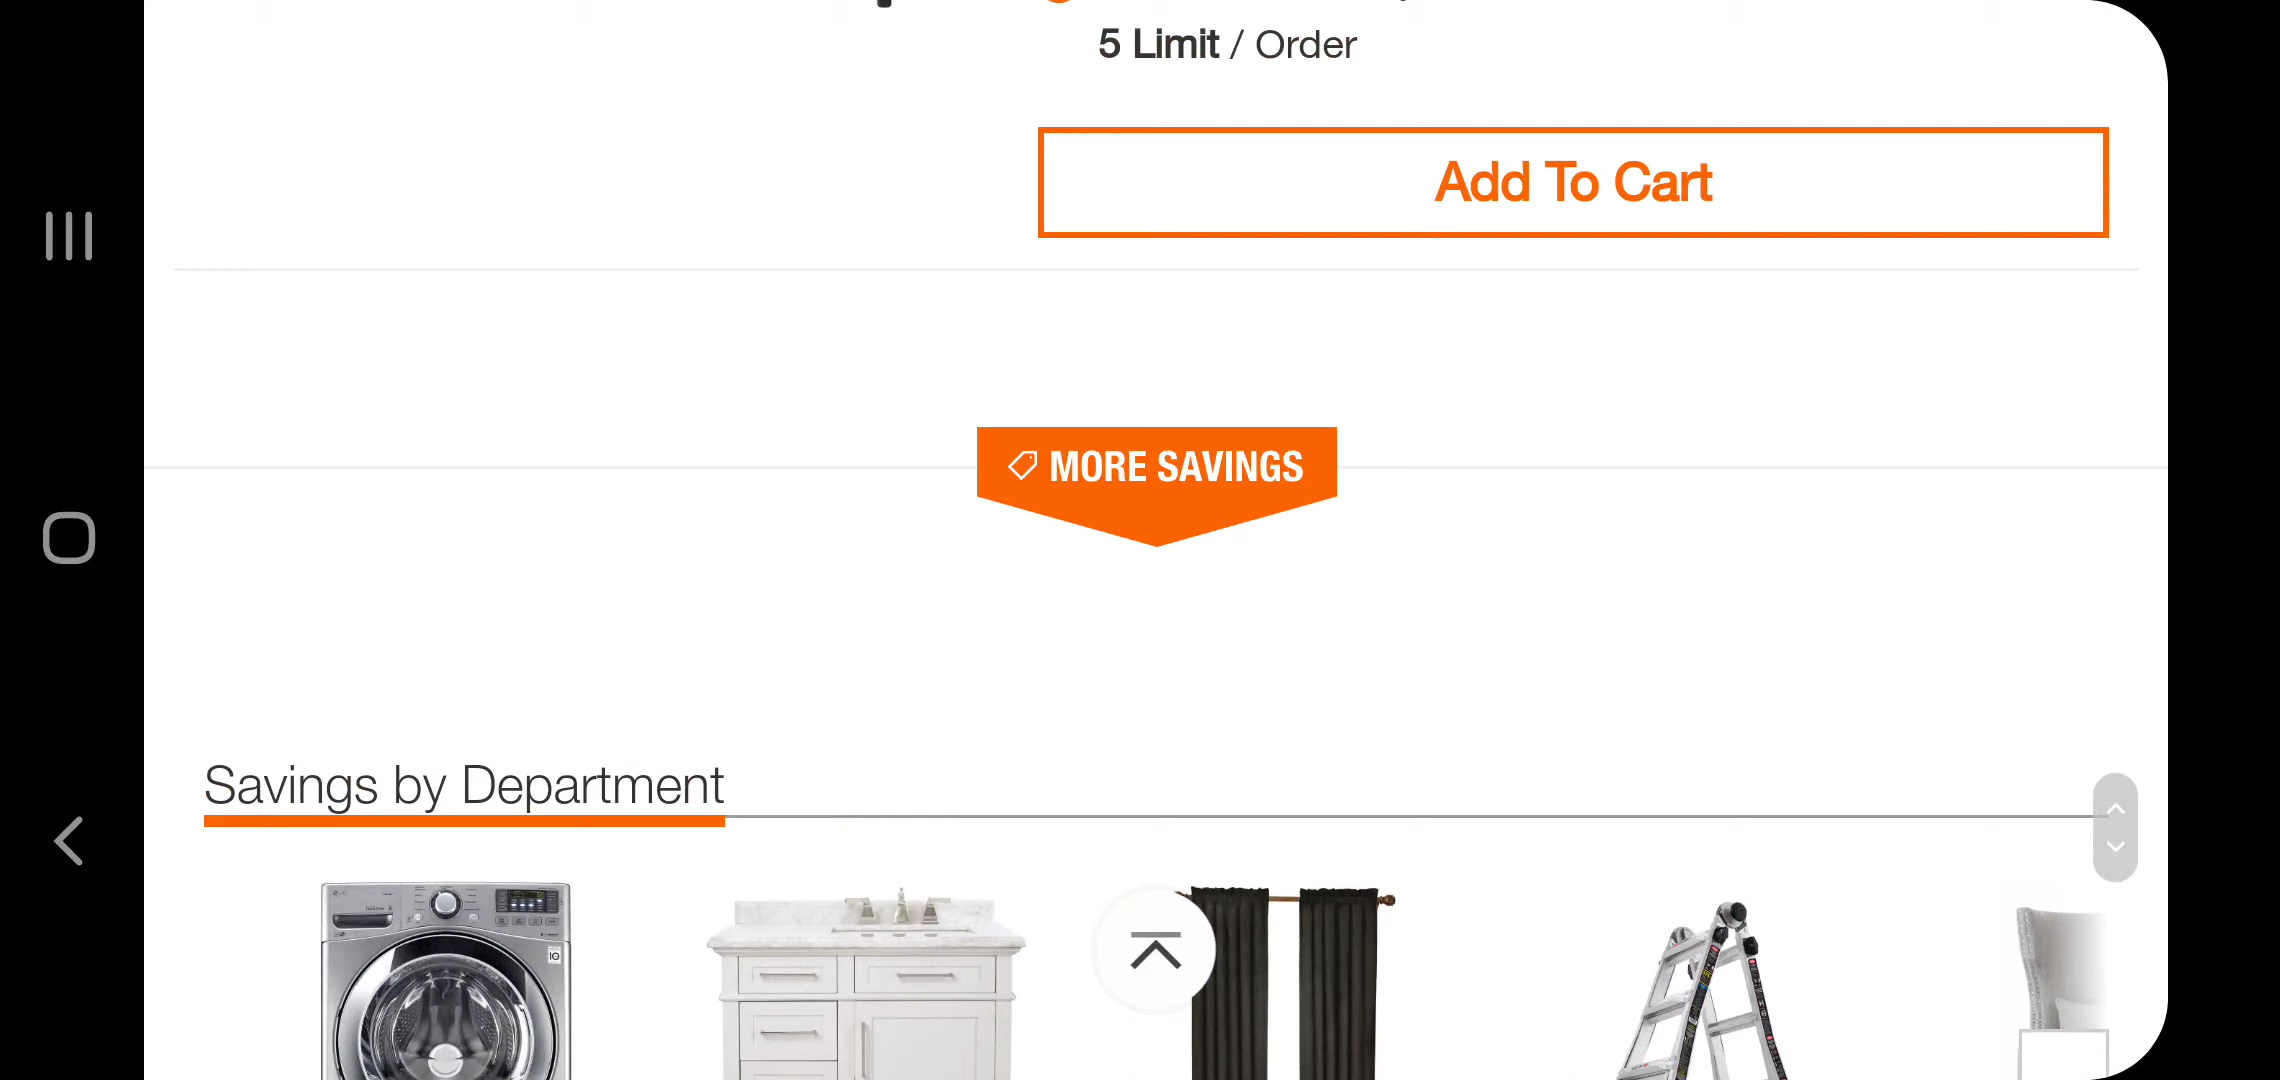 5 Limit / Order
Add To Cart
MORE SAVINGS
Savings by Department